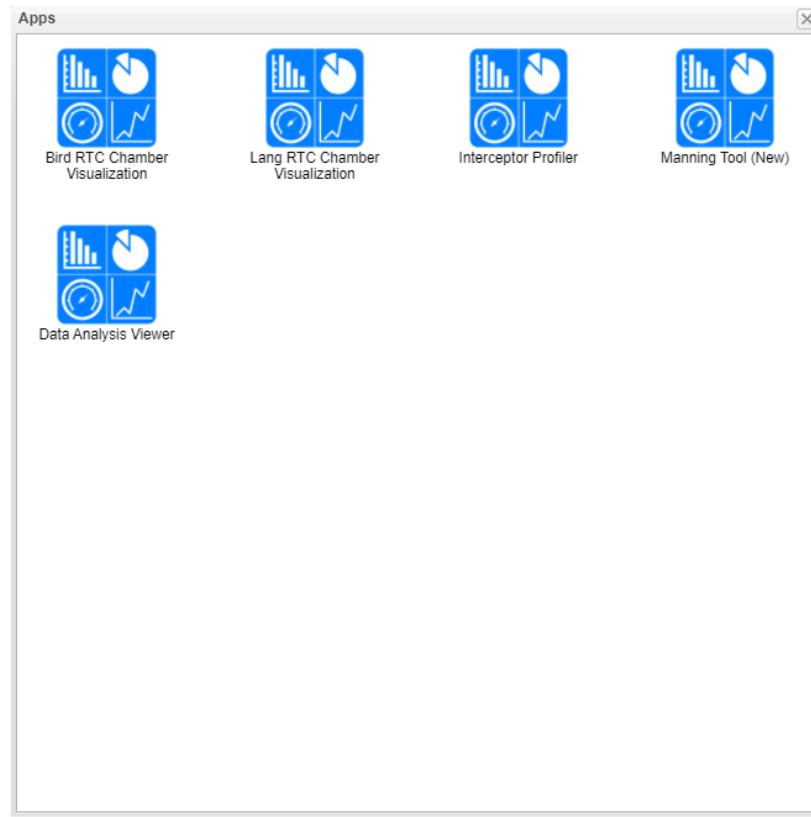 Apps
Bird RTC Chamber
Visualization
Lang RTC Chamber
Visualization
Interceptor Profiler
Manning Tool (New)
Data Analysis Viewer